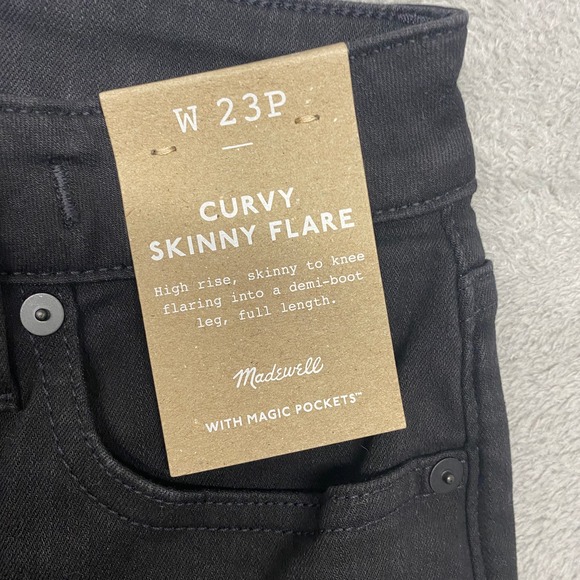 W 23P
CURVY
SKINNY FLARE
High rise, skinny to knee
flaring into a demi-boot
leg, full length.
Madewell
WITH MAGIC POCKETS™